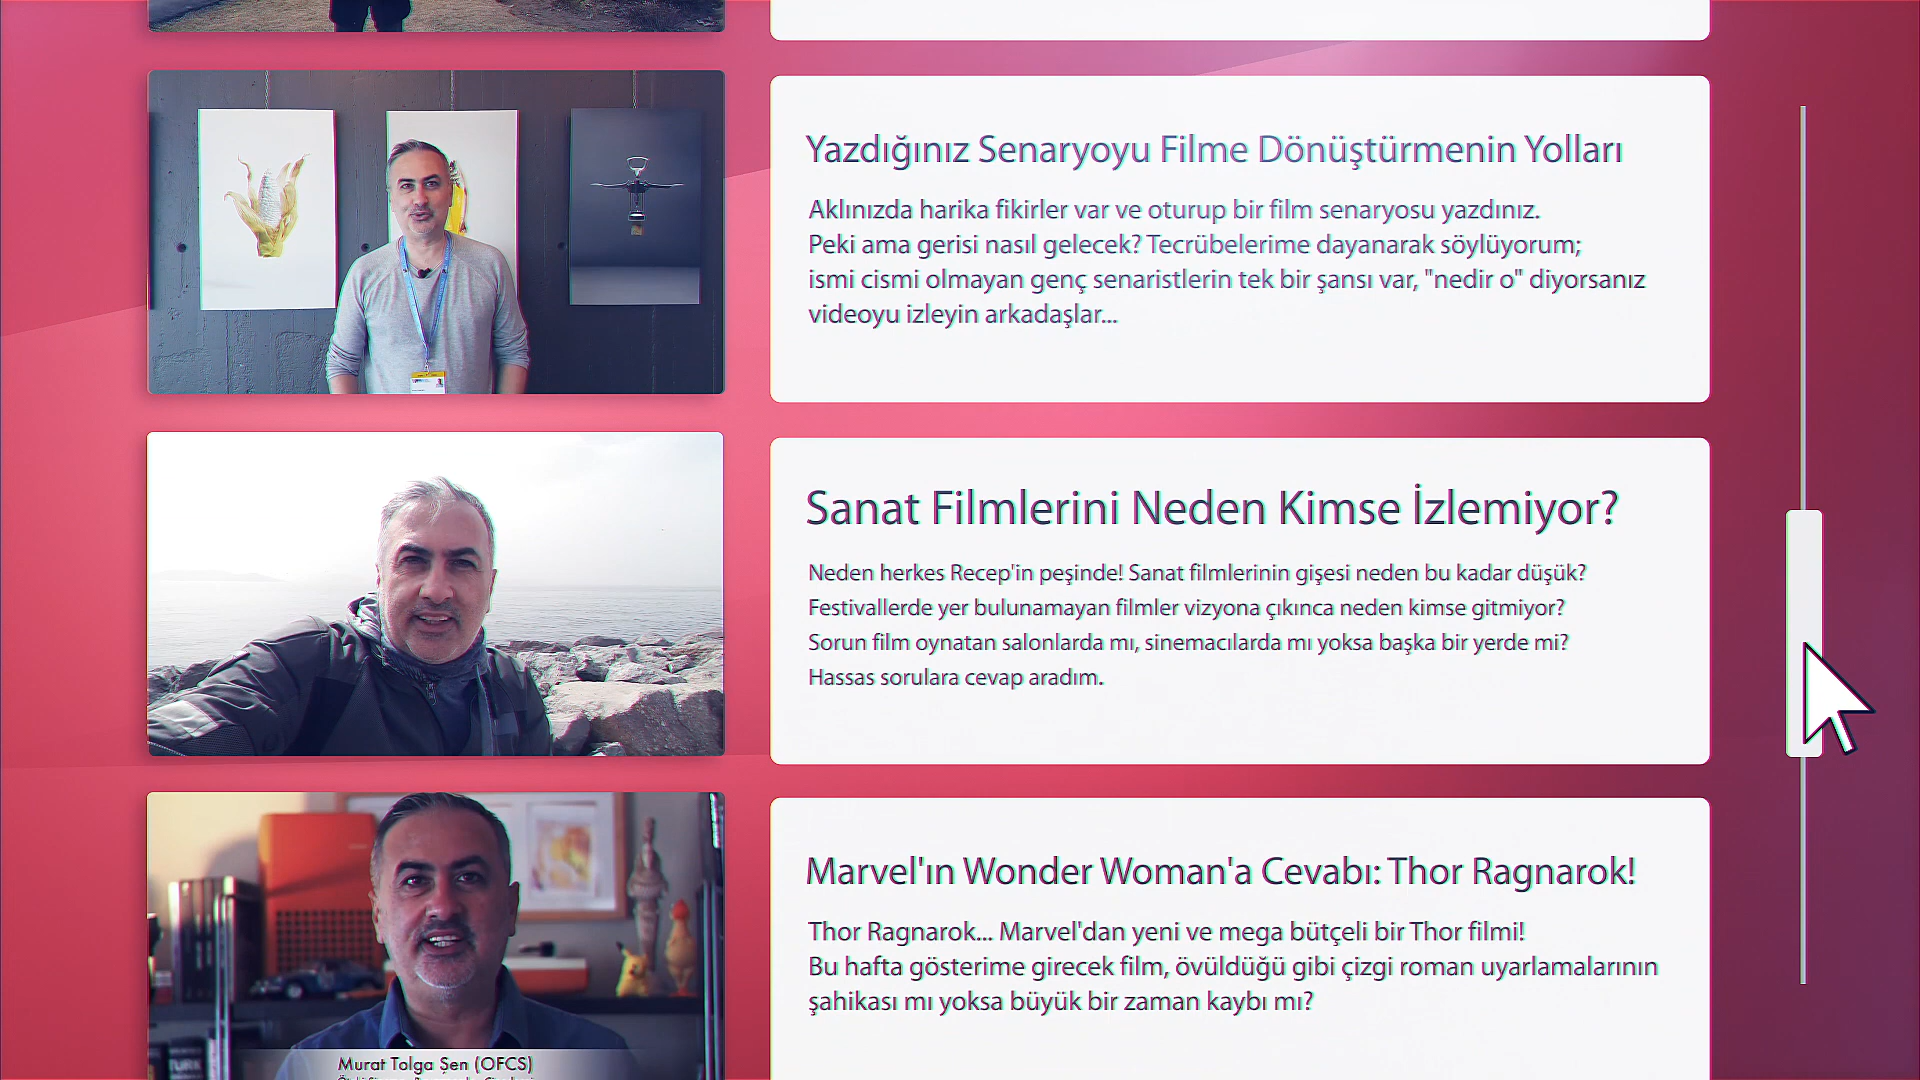 Yazdığınız Senaryoyu Filme Dönüştürmenin Yolları
Aklınızda harika fikirler var ve oturup bir film senaryosu yazdınız.
Peki ama gerisi nasıl gelecek? Tecrübelerime dayanarak söylüyorum;
ismi cismi olmayan genç senaristlerin tek bir şansı var, "nedir o" diyorsanız
videoyu izleyin arkadaşlar...
Sanat Filmlerini Neden Kimse İzlemiyor?
Neden herkes Recep'in peşinde! Sanat filmlerinin gişesi neden bu kadar düşük?
Festivallerde yer bulunamayan filmler vizyona çıkınca neden kimse gitmiyor?
Sorun film oynatan salonlarda mı, sinemacılarda mı yoksa başka bir yerde mi?
Hassas sorulara cevap aradım.
Marvel'ın Wonder Woman'a Cevabı: Thor Ragnarok!
Thor Ragnarok... Marvel'dan yeni ve mega bütçeli bir Thor filmi!
Bu hafta gösterime girecek film, övüldüğü gibi çizgi roman uyarlamalarının
şahikası mı yoksa büyük bir zaman kaybı mı?
Murat Tolga Şen (OFCS)